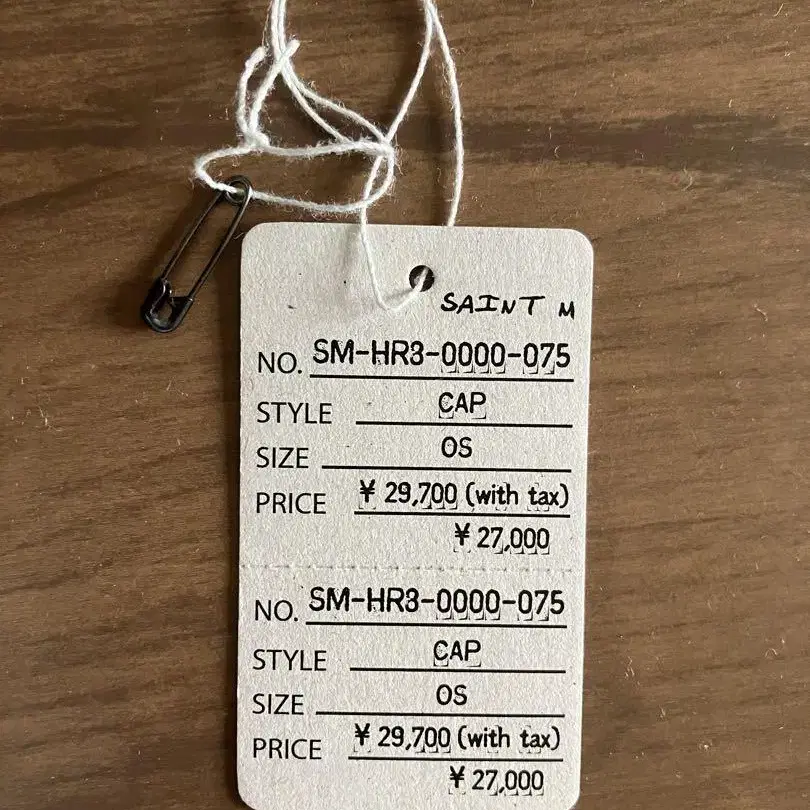 SAINT M
NO. SM-HR3-0000-075
STYLE CAP
SIZE OS
PRICE ¥ 29,700 (with tax)
¥ 27,000
NO. SM-HR3-0000-075
STYLE CAP
SIZE OS
PRICE ¥ 29,700 (with tax)
¥ 27,000